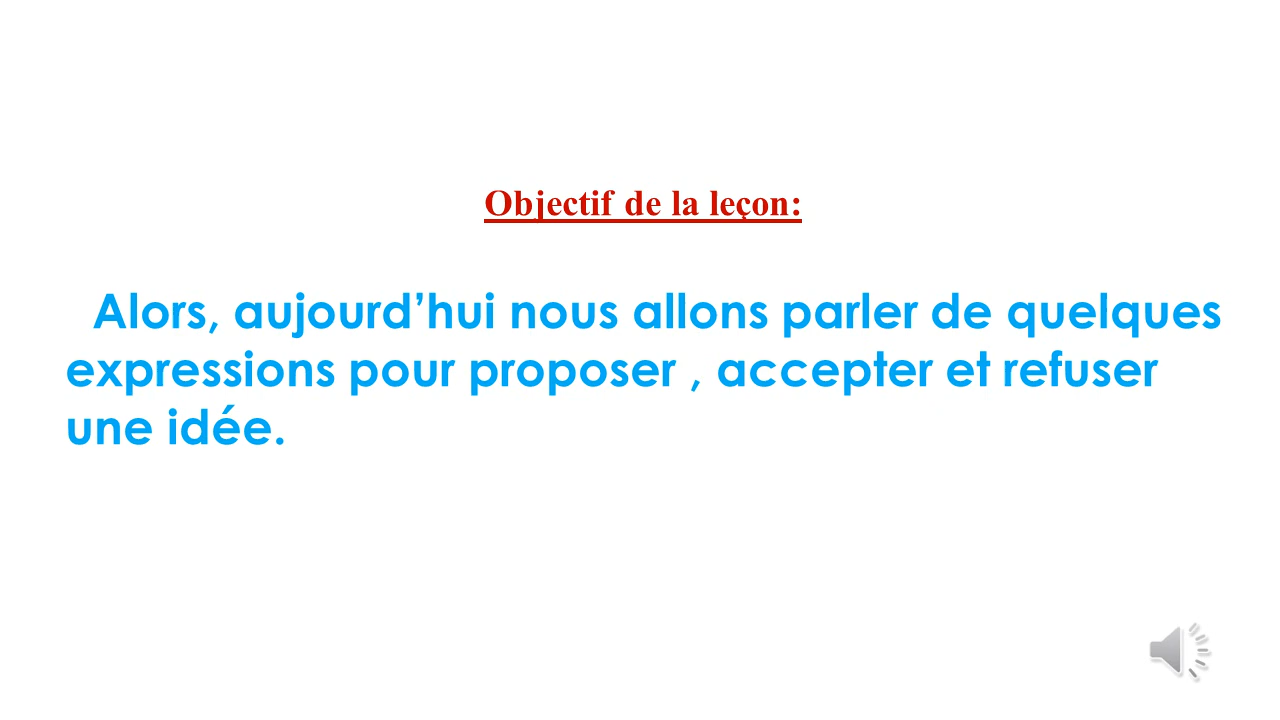 Objectif de la leçon:
Alors, aujourd’hui nous allons parler de quelques
expressions pour proposer , accepter et refuser
une idée.